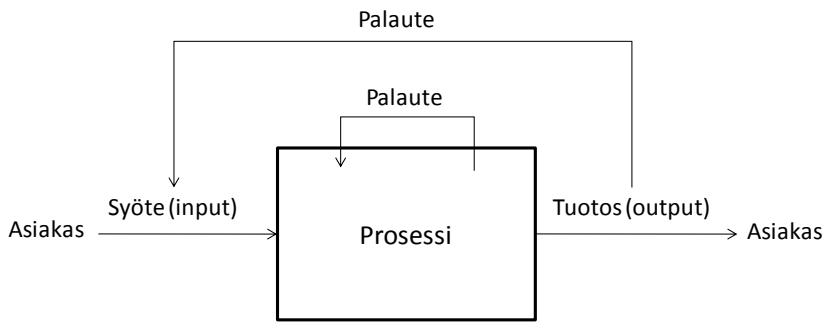 Palaute
Palaute
Syöte (input)
Tuotos (output)
Asiakas
Prosessi
Asiakas